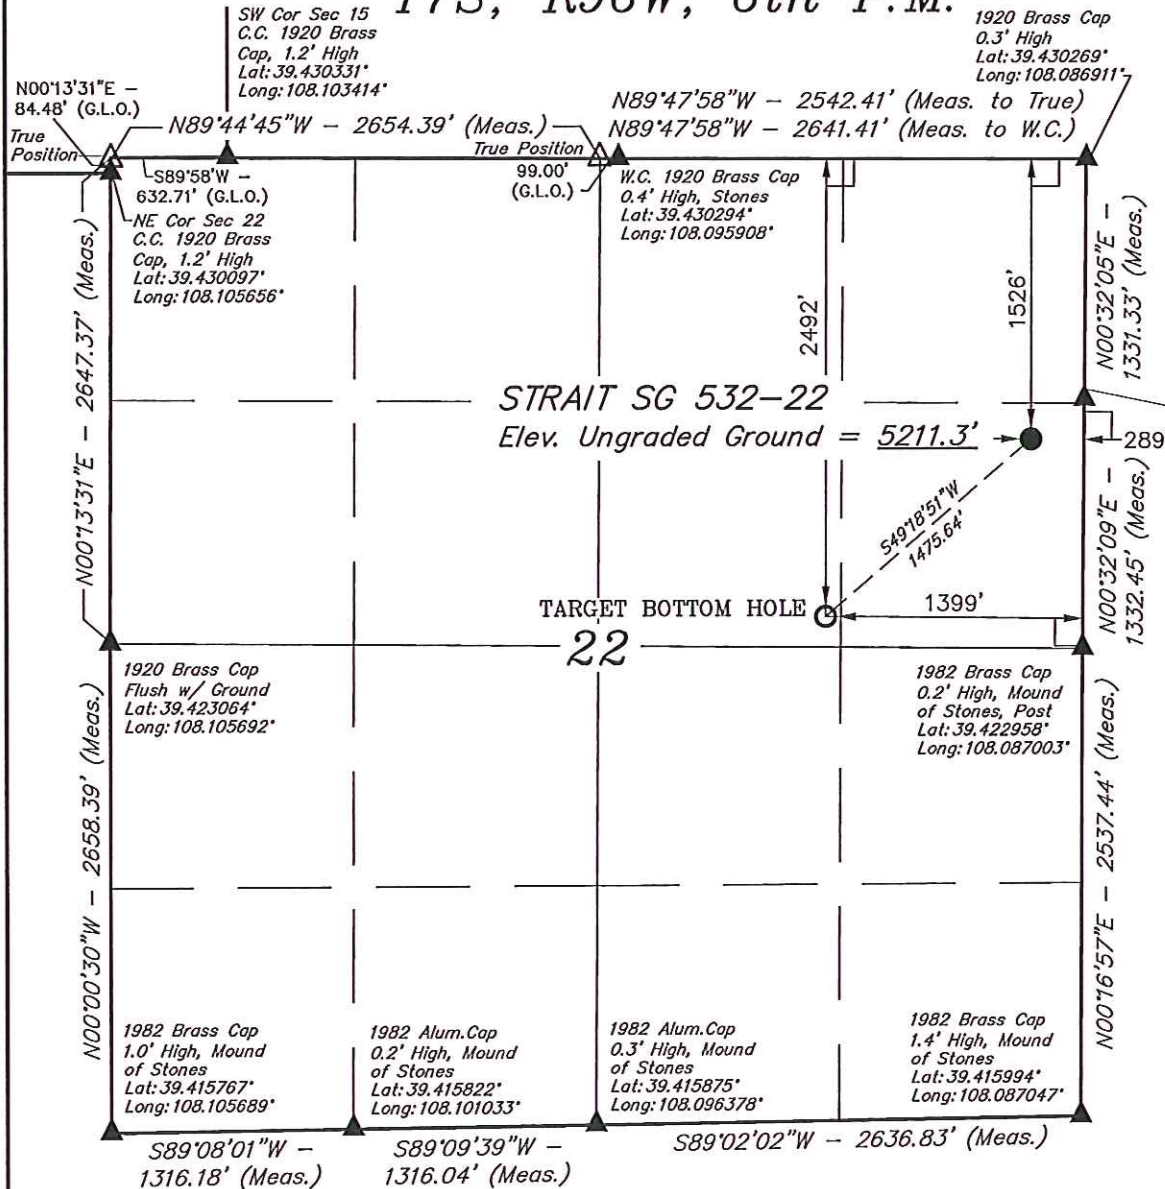 T7S, R96W, 6th P.M.
SW Cor Sec 15
C.C. 1920 Brass
Cap, 1.2' High
Lat: 39.430331°
Long: 108.103414°
1920 Brass Cap
0.3' High
Lat: 39.430269°
Long: 108.086911°
N00°13'31"E –
84.48' (G.L.O.)
True
Position
N89°44'45"W – 2654.39' (Meas.)
N89°47'58"W – 2542.41' (Meas. to True)
N89°47'58"W – 2641.41' (Meas. to W.C.)
True Position
99.00'
(G.L.O.)
S89°58'W –
632.71' (G.L.O.)
NE Cor Sec 22
C.C. 1920 Brass
Cap, 1.2' High
Lat: 39.430097°
Long: 108.105656°
W.C. 1920 Brass Cap
0.4' High, Stones
Lat: 39.430294°
Long: 108.095908°
N00°13'31"E – 2647.37' (Meas.)
2492'
1526'
N00°32'05"E –
1331.33' (Meas.)
STRAIT SG 532–22
Elev. Ungraded Ground = 5211.3'
289
S49°18'51"W
1475.64'
N00°32'09"E –
1332.45' (Meas.)
TARGET BOTTOM HOLE
1399'
22
1920 Brass Cap
Flush w/ Ground
Lat: 39.423064°
Long: 108.105692°
1982 Brass Cap
0.2' High, Mound
of Stones, Post
Lat: 39.422958°
Long: 108.087003°
N00°00'30"W – 2658.39' (Meas.)
N00°16'57"E – 2537.44' (Meas.)
1982 Brass Cap
1.0' High, Mound
of Stones
Lat: 39.415767°
Long: 108.105689°
1982 Alum.Cap
0.2' High, Mound
of Stones
Lat: 39.415822°
Long: 108.101033°
1982 Alum.Cap
0.3' High, Mound
of Stones
Lat: 39.415875°
Long: 108.096378°
1982 Brass Cap
1.4' High, Mound
of Stones
Lat: 39.415994°
Long: 108.087047°
S89°08'01"W –
1316.18' (Meas.)
S89°09'39"W –
1316.04' (Meas.)
S89°02'02"W – 2636.83' (Meas.)